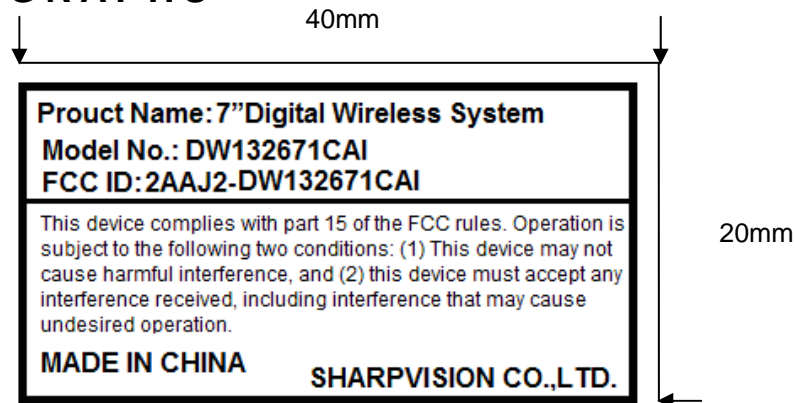 40mm
Prouct Name: 7”Digital Wireless System
Model No.: DW132671CAI
FCC ID: 2AAJ2-DW132671CAI
This device complies with part 15 of the FCC rules. Operation is
subject to the following two conditions: (1) This device may not
cause harmful interference, and (2) this device must accept any
interference received, including interference that may cause
undesired operation.
20mm
MADE IN CHINA
SHARPVISION CO.,LTD.